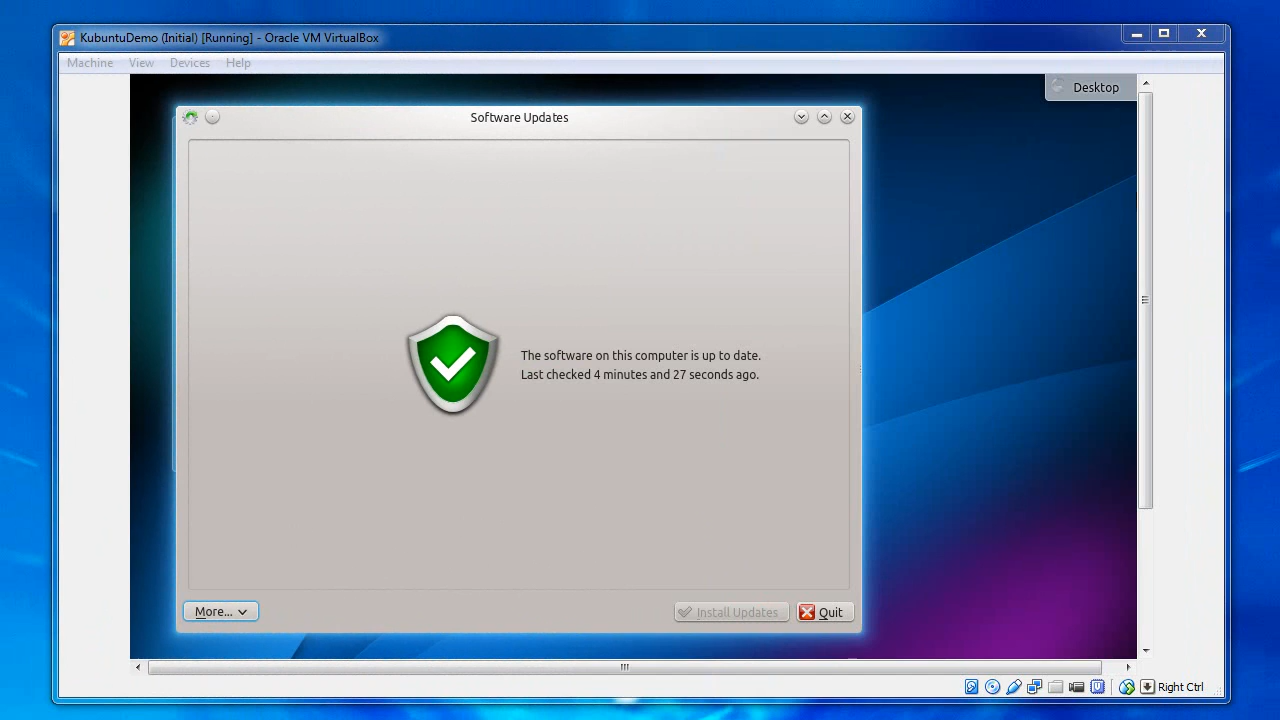 KubuntuDemo (Initial) [Running] - Oracle VM VirtualBox
Machine View Devices Help
Desktop
Software Updates
The software on this computer is up to date.
Last checked 4 minutes and 27 seconds ago.
More...
Install Updates
Quit
Right Ctrl